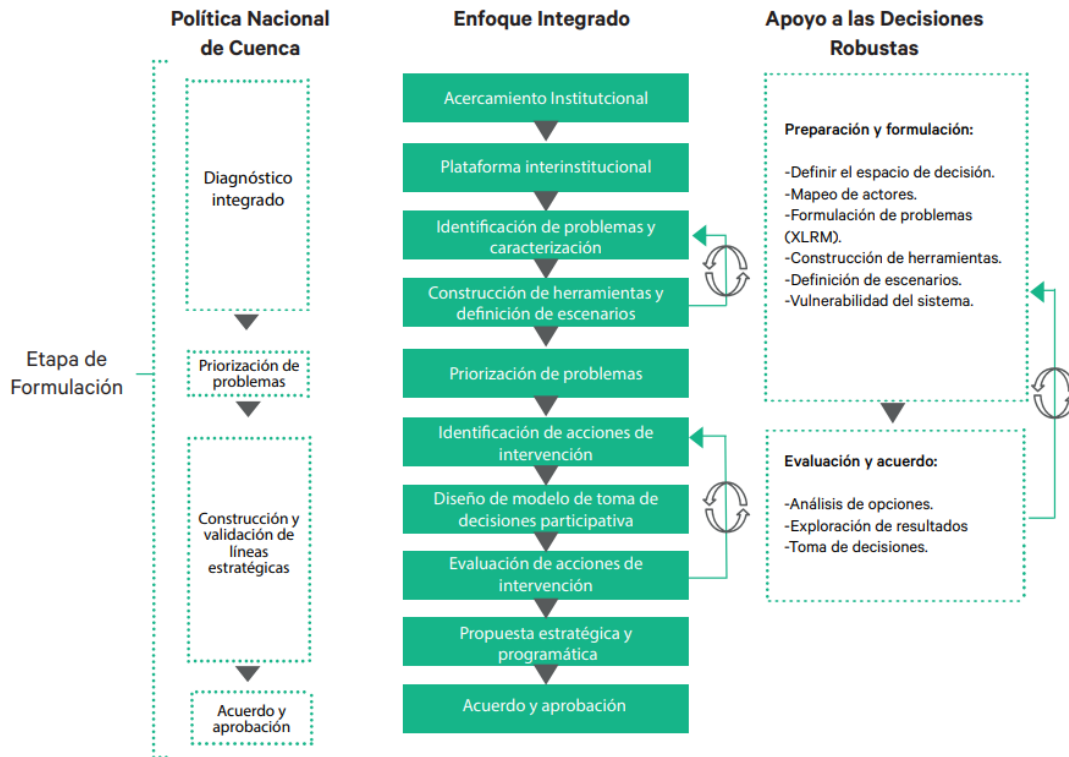 Política Nacional
de Cuenca
Enfoque Integrado
Apoyo a las Decisiones
Robustas
Etapa de
Formulación
Diagnóstico
integrado
Priorización de
problemas
Construcción y
validación de
líneas
estratégicas
Acuerdo y
aprobación
Acercamiento Institutcional
Plataforma interinstitucional
Identificación de problemas y
caracterización
Construcción de herramientas y
definición de escenarios
Priorización de problemas
Identificación de acciones de
intervención
Diseño de modelo de toma de
decisiones participativa
Evaluación de acciones de
intervención
Propuesta estratégica y
programática
Acuerdo y aprobación
Preparación y formulación:
-Definir el espacio de decisión.
-Mapeo de actores.
-Formulación de problemas
(XLRM).
-Construcción de herramientas.
-Definición de escenarios.
-Vulnerabilidad del sistema.
Evaluación y acuerdo:
-Análisis de opciones.
-Exploración de resultados
-Toma de decisiones.